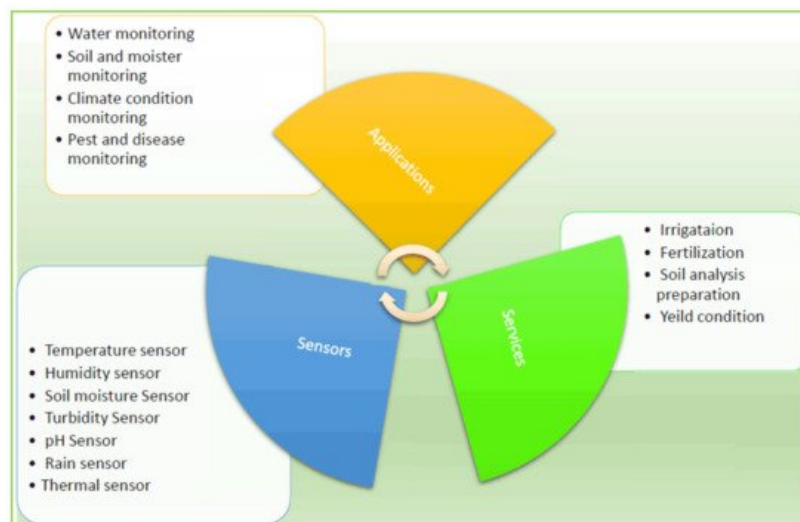 • Water monitoring
• Soil and moister
monitoring
• Climate condition
monitoring
• Pest and disease
monitoring
Applications
• Irrigataion
• Fertilization
• Soil analysis
preparation
• Yeild condition
Services
Sensors
• Temperature sensor
• Humidity sensor
• Soil moisture Sensor
• Turbidity Sensor
• pH Sensor
• Rain sensor
• Thermal sensor